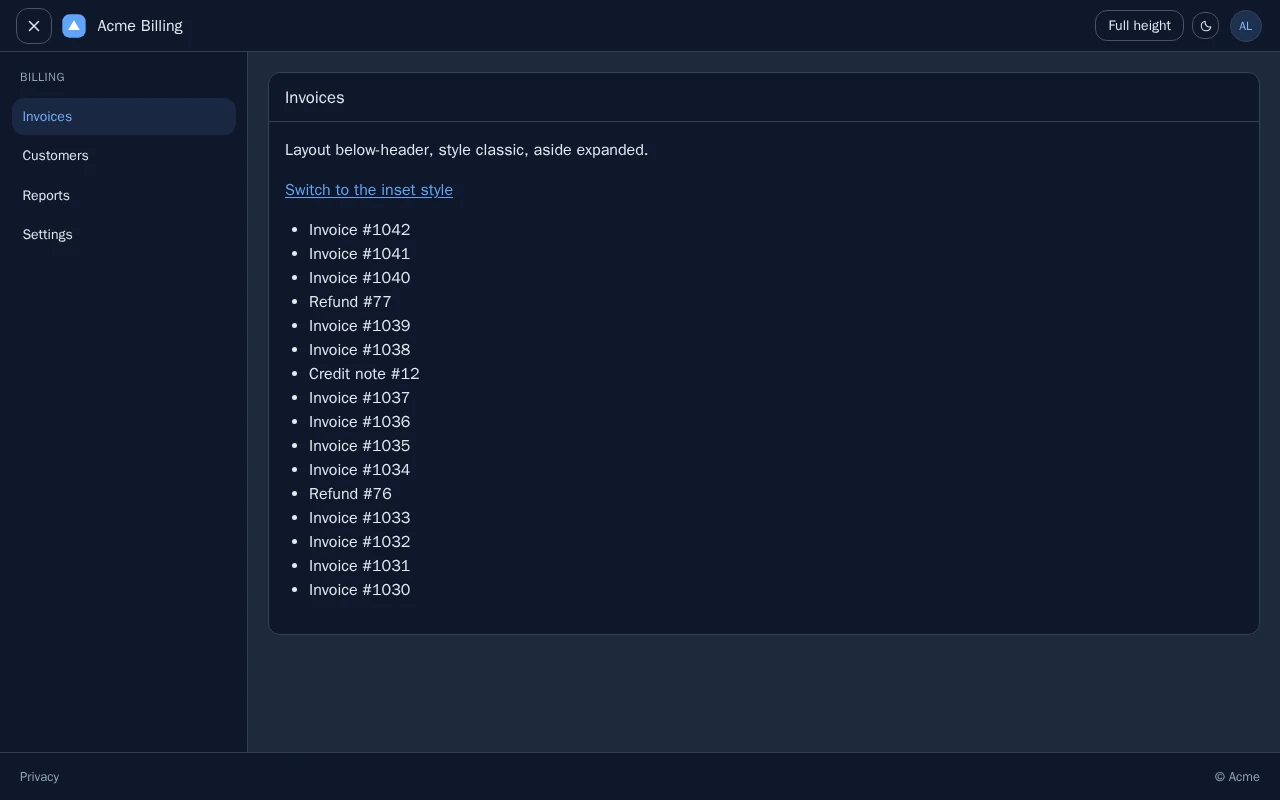 Acme Billing
Full height
AL
BILLING
Invoices
Customers
Reports
Settings
Invoices
Layout below-header, style classic, aside expanded.
Switch to the inset style
Invoice #1042
Invoice #1041
Invoice #1040
Refund #77
Invoice #1039
Invoice #1038
Credit note #12
Invoice #1037
Invoice #1036
Invoice #1035
Invoice #1034
Refund #76
Invoice #1033
Invoice #1032
Invoice #1031
Invoice #1030
Privacy
© Acme